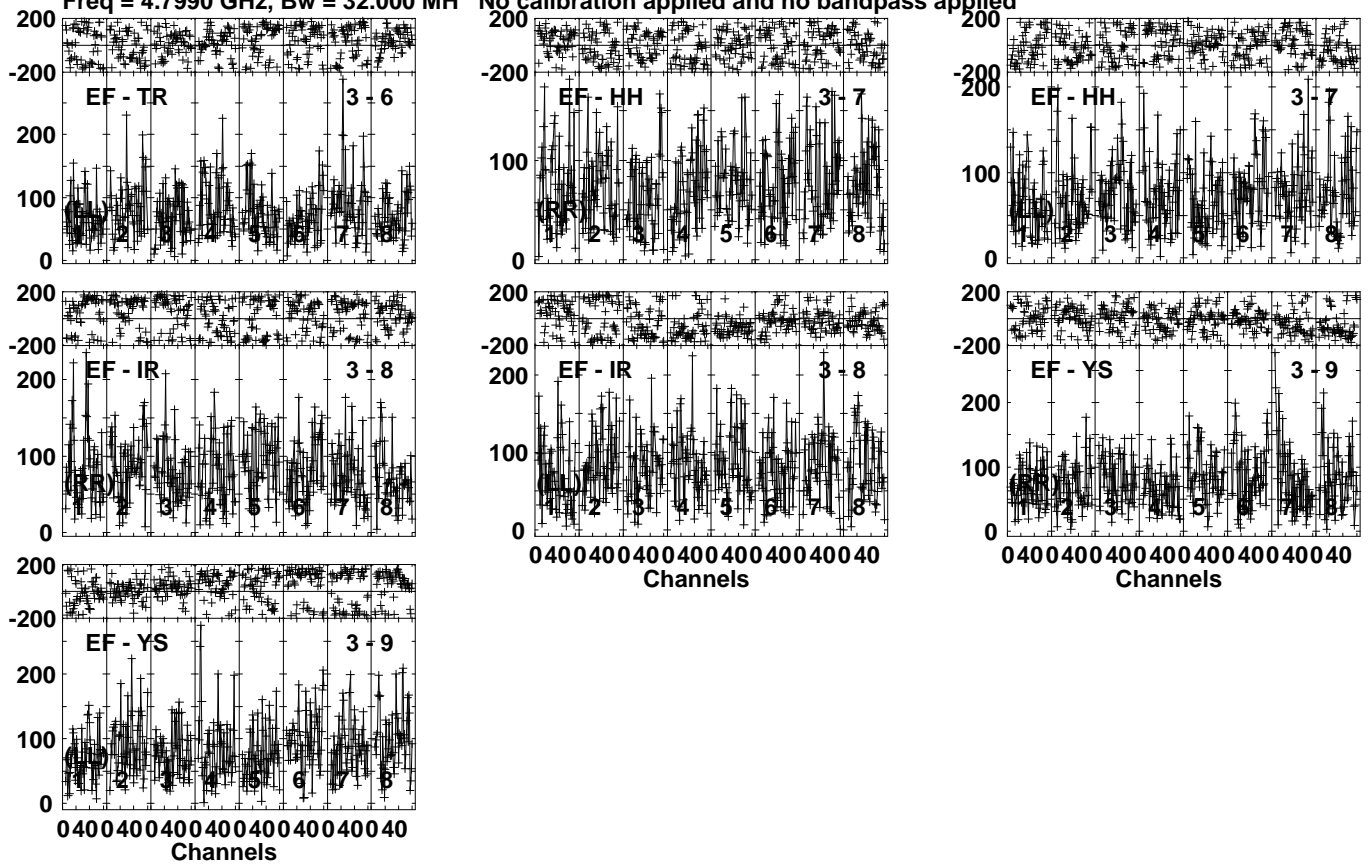 Freq = 4.7990 GHz, Bw = 32.000 MH No calibration applied and no bandpass applied
200 200 200
-200 -200 -200
EF - TR 3 - 6 EF - HH 3 - 7 EF - HH 3 - 7
200 200
100 100 100
(LL) (RR) (LL)
1 2 3 4 5 6 7 8 1 2 3 4 5 6 7 8 1 2 3 4 5 6 7 8
0 0 0
200 200 200
-200 -200 -200
EF - IR 3 - 8 EF - IR 3 - 8 EF - YS 3 - 9
200 200 200
100 100 100
(RR) (LL) (RR)
1 2 3 4 5 6 7 8 1 2 3 4 5 6 7 8 1 2 3 4 5 6 7 8
0 0 0
0 40 0 40 0 40 0 40 0 40 0 40 0 40 0 40 0 40 0 40 0 40 0 40 0 40 0 40 0 40 0 40
Channels Channels
200
-200
EF - YS 3 - 9
200
100
(LL)
1 2 3 4 5 6 7 8
0
0 40 0 40 0 40 0 40 0 40 0 40 0 40 0 40
Channels